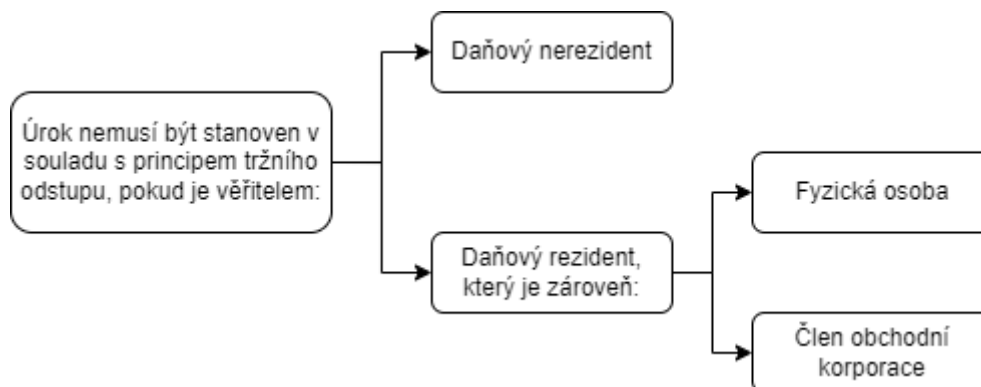 Úrok nemusí být stanoven v
souladu s principem tržního
odstupu, pokud je věřitelem:
Daňový nerezident
Daňový rezident,
který je zároveň:
Fyzická osoba
Člen obchodní
korporace